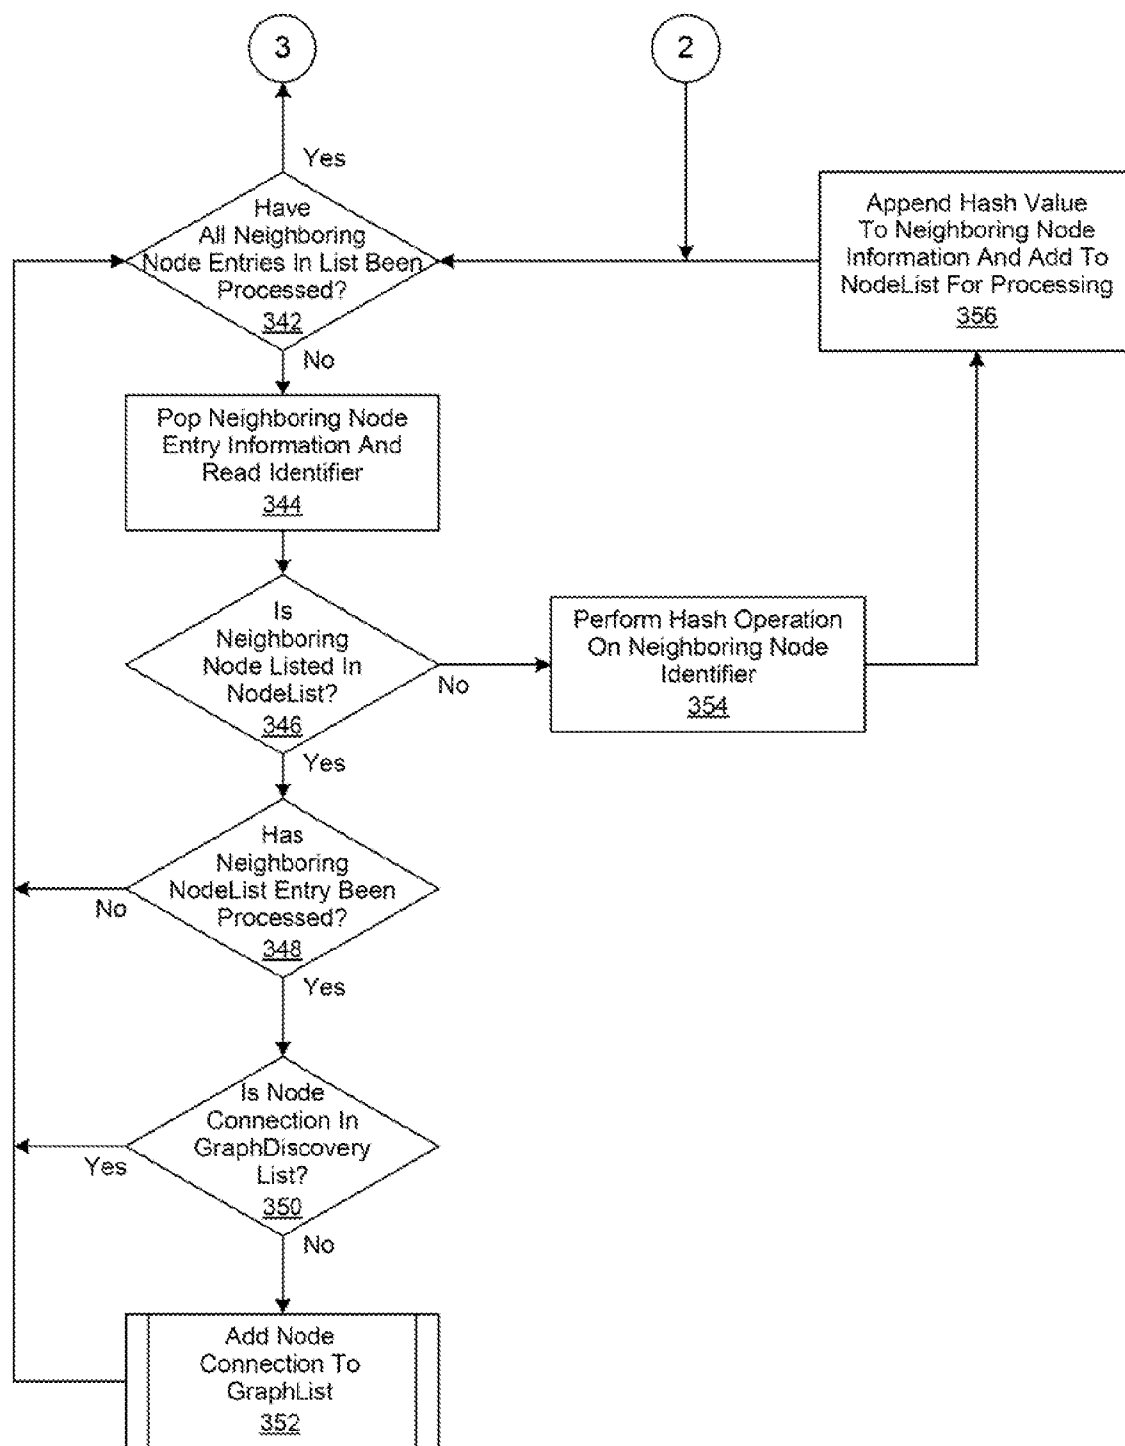 3
2
Yes
Have
All Neighboring
Node Entries In List Been
Processed?
342
No
Append Hash Value
To Neighboring Node
Information And Add To
NodeList For Processing
356
Pop Neighboring Node
Entry Information And
Read Identifier
344
Is
Neighboring
Node Listed In
NodeList?
346
No
Yes
Perform Hash Operation
On Neighboring Node
Identifier
354
Has
Neighboring
NodeList Entry Been
Processed?
348
No
Yes
Is Node
Connection In
GraphDiscovery
List?
350
Yes
No
Add Node
Connection To
GraphList
352